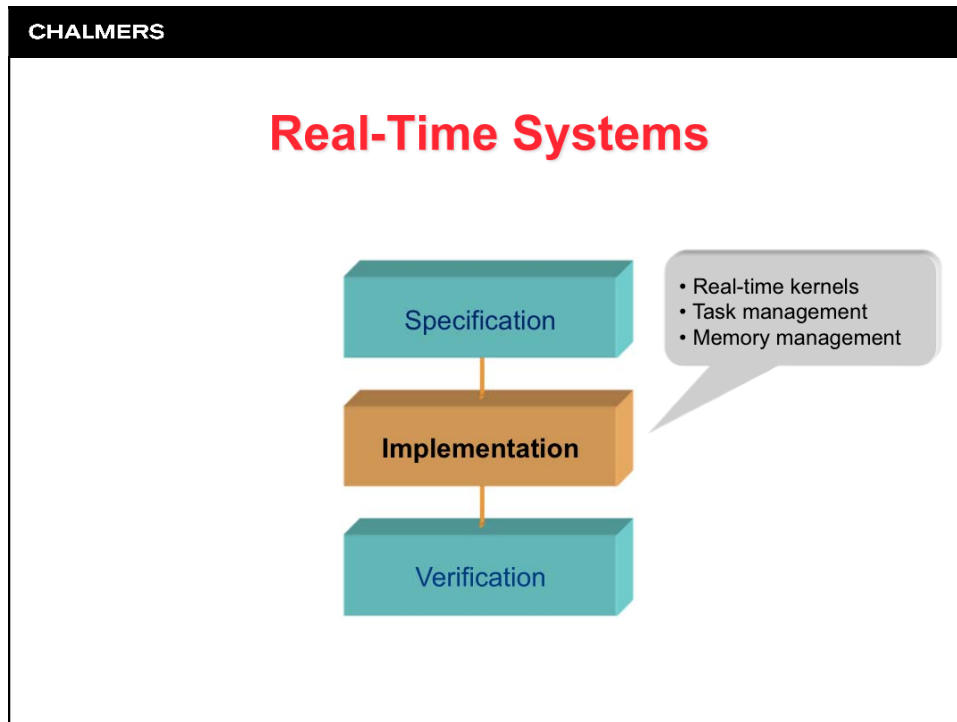 CHALMERS
Real-Time Systems
Specification
• Real-time kernels
• Task management
• Memory management
Implementation
Verification